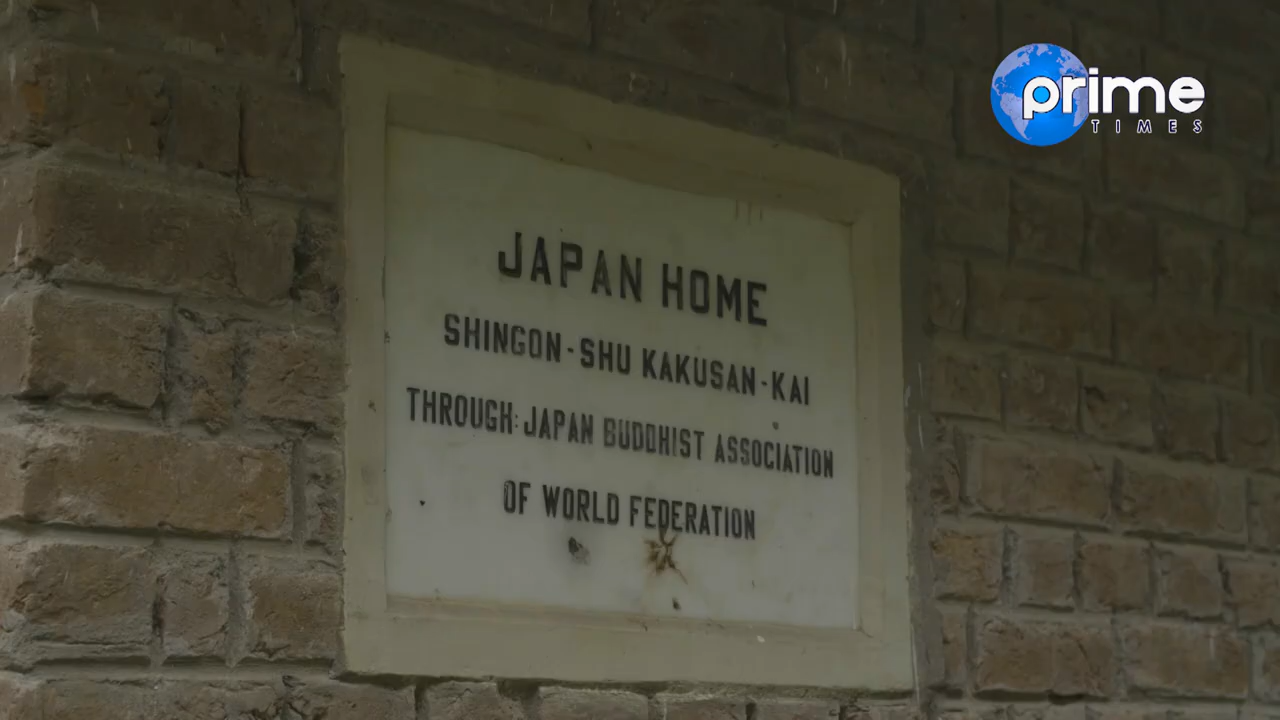 prime
TIMES
JAPAN HOME
SHINGON-SHU KAKUSAN-KAI
THROUGH: JAPAN BUDDHIST ASSOCIATION
OF WORLD FEDERATION